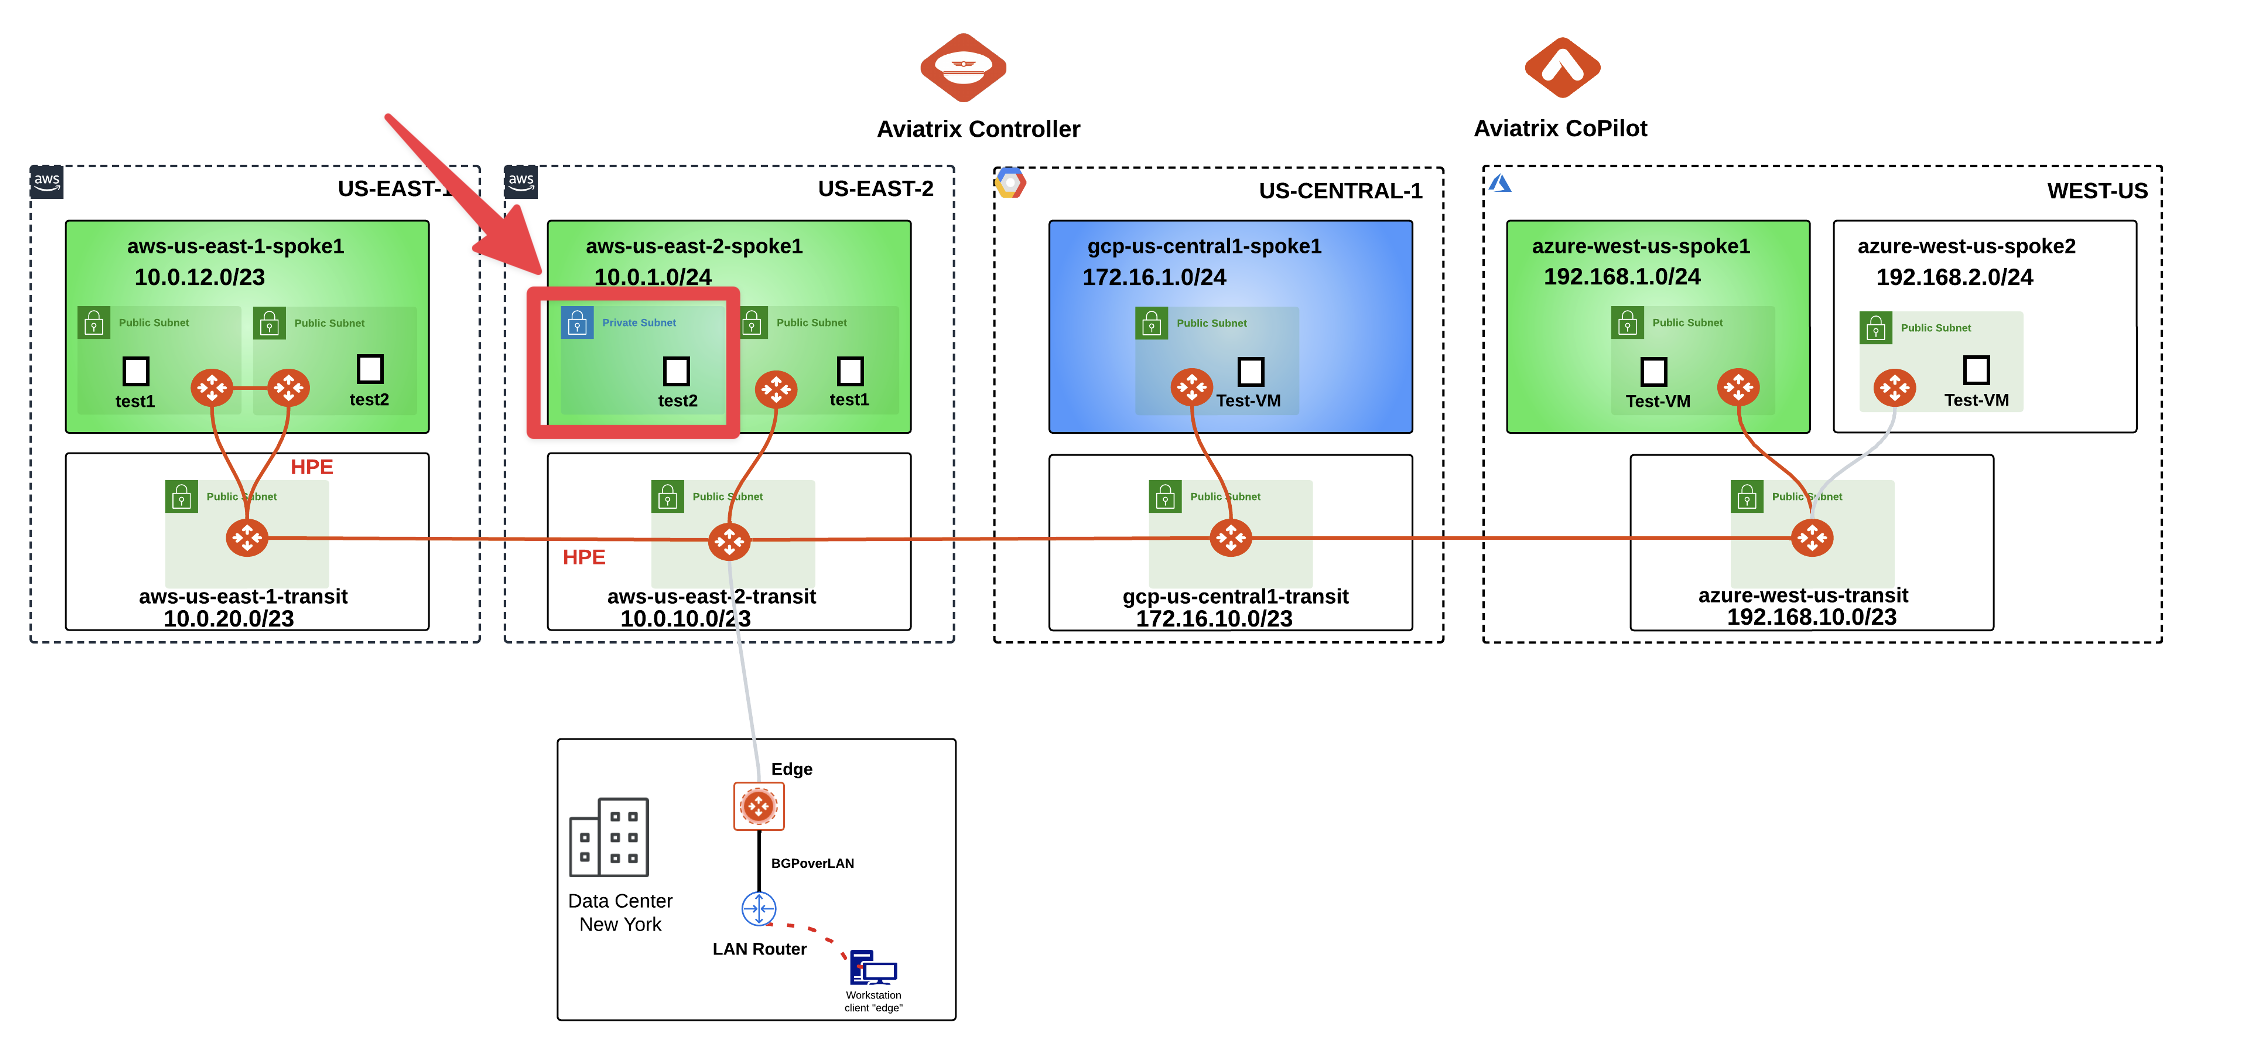 Aviatrix Controller
Aviatrix CoPilot
aws
US-EAST-1
aws-us-east-1-spoke1
10.0.12.0/23
Public Subnet
Public Subnet
test1
test2
HPE
Public Subnet
aws-us-east-1-transit
10.0.20.0/23
aws
US-EAST-2
aws-us-east-2-spoke1
10.0.1.0/24
Private Subnet
Public Subnet
test2
test1
Public Subnet
HPE
aws-us-east-2-transit
10.0.10.0/23
US-CENTRAL-1
gcp-us-central1-spoke1
172.16.1.0/24
Public Subnet
Test-VM
Public Subnet
gcp-us-central1-transit
172.16.10.0/23
WEST-US
azure-west-us-spoke1
192.168.1.0/24
Public Subnet
Test-VM
azure-west-us-spoke2
192.168.2.0/24
Public Subnet
Test-VM
Public Subnet
azure-west-us-transit
192.168.10.0/23
Edge
BGPoverLAN
Data Center
New York
LAN Router
Workstation
client "edge"